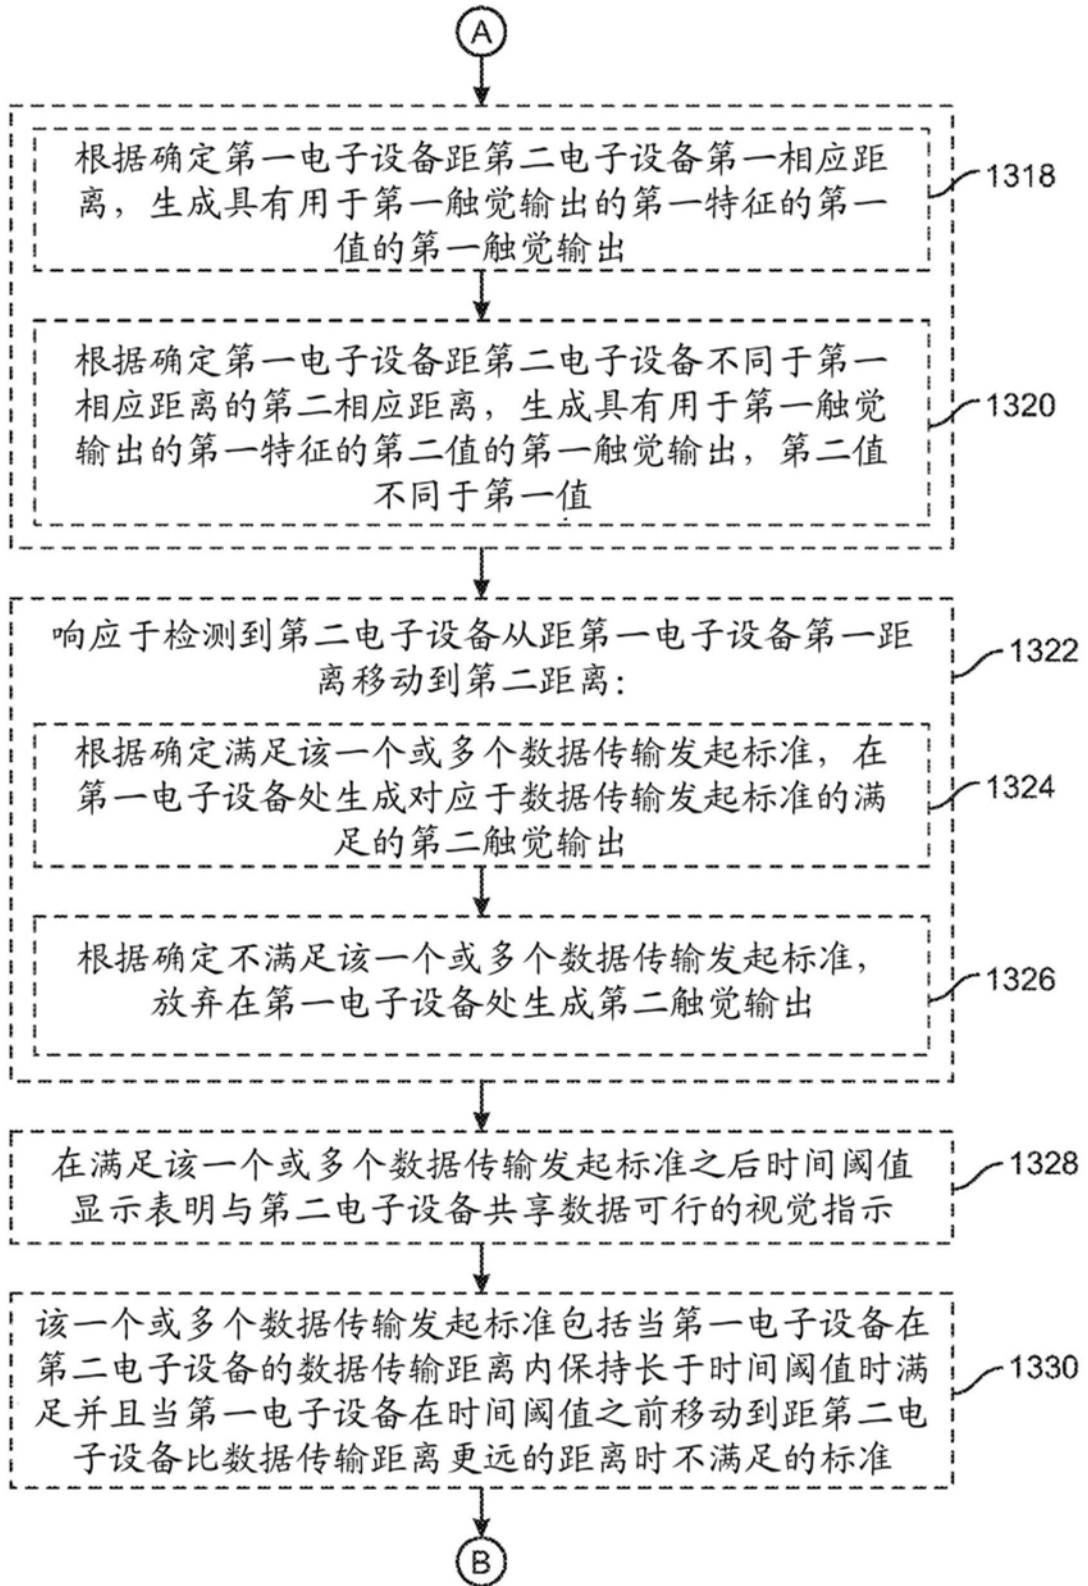 A
根据确定第一电子设备距第二电子设备第一相应距
离，生成具有用于第一触觉输出的第一特征的第一
值的第一触觉输出
1318
根据确定第一电子设备距第二电子设备不同于第一
相应距离的第二相应距离，生成具有用于第一触觉
输出的第一特征的第二值的第一触觉输出，第二值
不同于第一值
1320
响应于检测到第二电子设备从距第一电子设备第一距
离移动到第二距离：
1322
根据确定满足该一个或多个数据传输发起标准，在
第一电子设备处生成对应于数据传输发起标准的满
足的第二触觉输出
1324
根据确定不满足该一个或多个数据传输发起标准，
放弃在第一电子设备处生成第二触觉输出
1326
在满足该一个或多个数据传输发起标准之后时间阈值
显示表明与第二电子设备共享数据可行的视觉指示
1328
该一个或多个数据传输发起标准包括当第一电子设备在
第二电子设备的数据传输距离内保持长于时间阈值时满
足并且当第一电子设备在时间阈值之前移动到距第二电
子设备比数据传输距离更远的距离时不满足的标准
1330
B